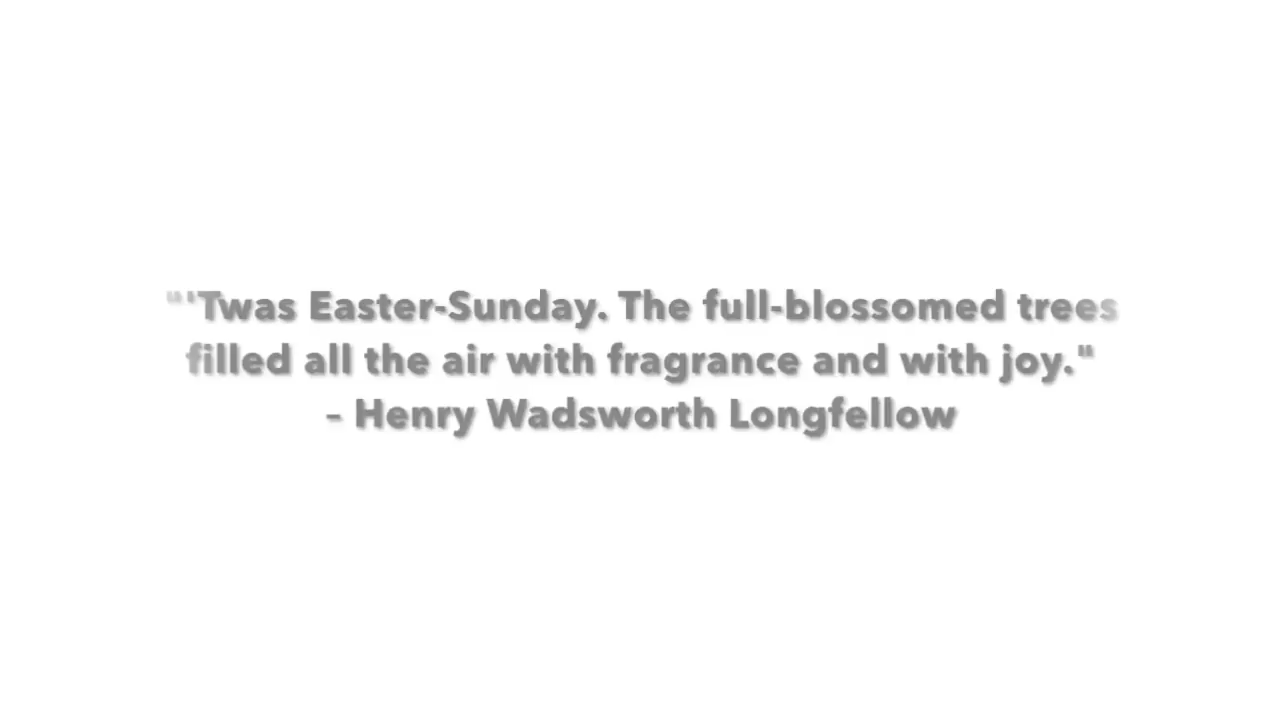 "'Twas Easter-Sunday. The full-blossomed trees
filled all the air with fragrance and with joy."
– Henry Wadsworth Longfellow